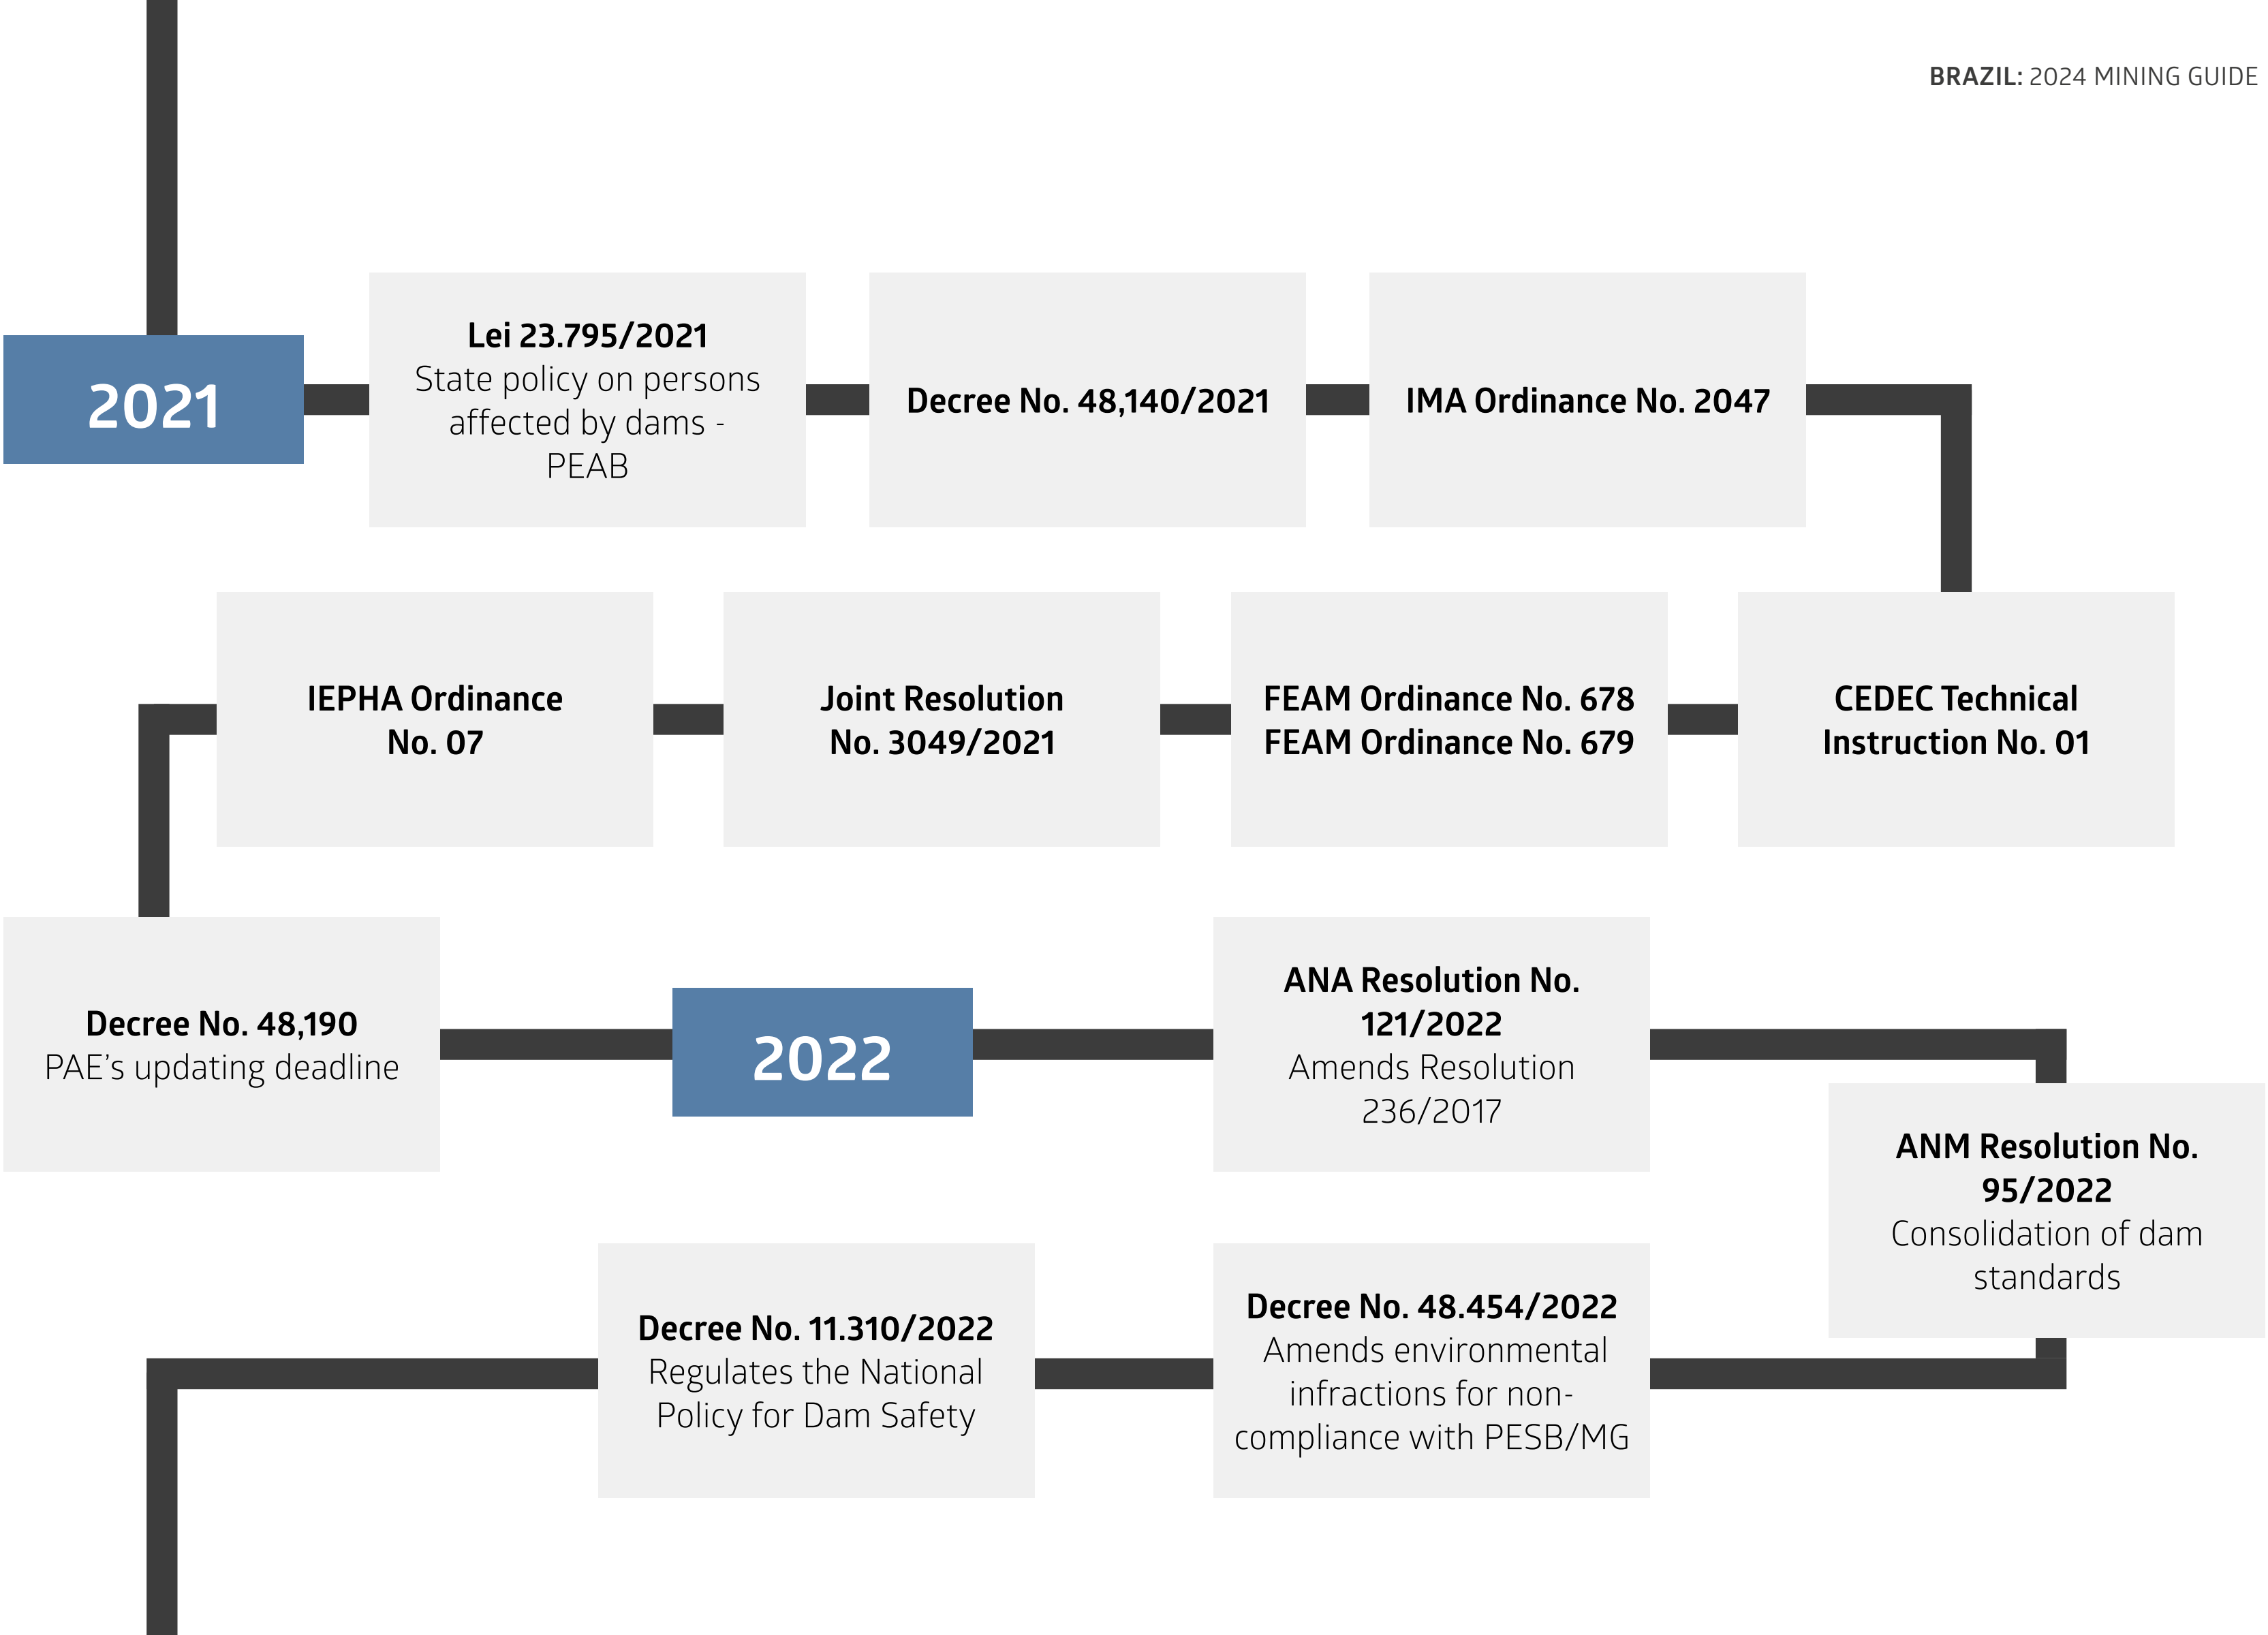 BRAZIL: 2024 MINING GUIDE
2021
Lei 23.795/2021
State policy on persons
affected by dams -
PEAB
Decree No. 48,140/2021
IMA Ordinance No. 2047
CEDEC Technical
Instruction No. 01
FEAM Ordinance No. 678
FEAM Ordinance No. 679
Joint Resolution
No. 3049/2021
IEPHA Ordinance
No. 07
Decree No. 48,190
PAE’s updating deadline
2022
ANA Resolution No.
121/2022
Amends Resolution
236/2017
ANM Resolution No.
95/2022
Consolidation of dam
standards
Decree No. 48.454/2022
Amends environmental
infractions for non-
compliance with PESB/MG
Decree No. 11.310/2022
Regulates the National
Policy for Dam Safety